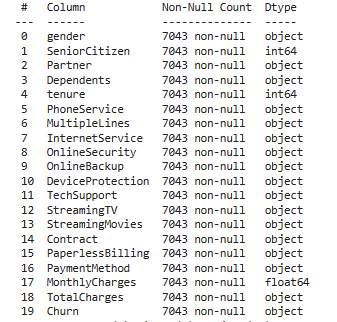 #   Column            Non-Null Count  Dtype
---  ------            --------------  -----
0   gender            7043 non-null   object
1   SeniorCitizen     7043 non-null   int64
2   Partner           7043 non-null   object
3   Dependents        7043 non-null   object
4   tenure            7043 non-null   int64
5   PhoneService      7043 non-null   object
6   MultipleLines     7043 non-null   object
7   InternetService   7043 non-null   object
8   OnlineSecurity    7043 non-null   object
9   OnlineBackup      7043 non-null   object
10  DeviceProtection  7043 non-null   object
11  TechSupport       7043 non-null   object
12  StreamingTV       7043 non-null   object
13  StreamingMovies   7043 non-null   object
14  Contract          7043 non-null   object
15  PaperlessBilling  7043 non-null   object
16  PaymentMethod     7043 non-null   object
17  MonthlyCharges    7043 non-null   float64
18  TotalCharges      7043 non-null   object
19  Churn             7043 non-null   object